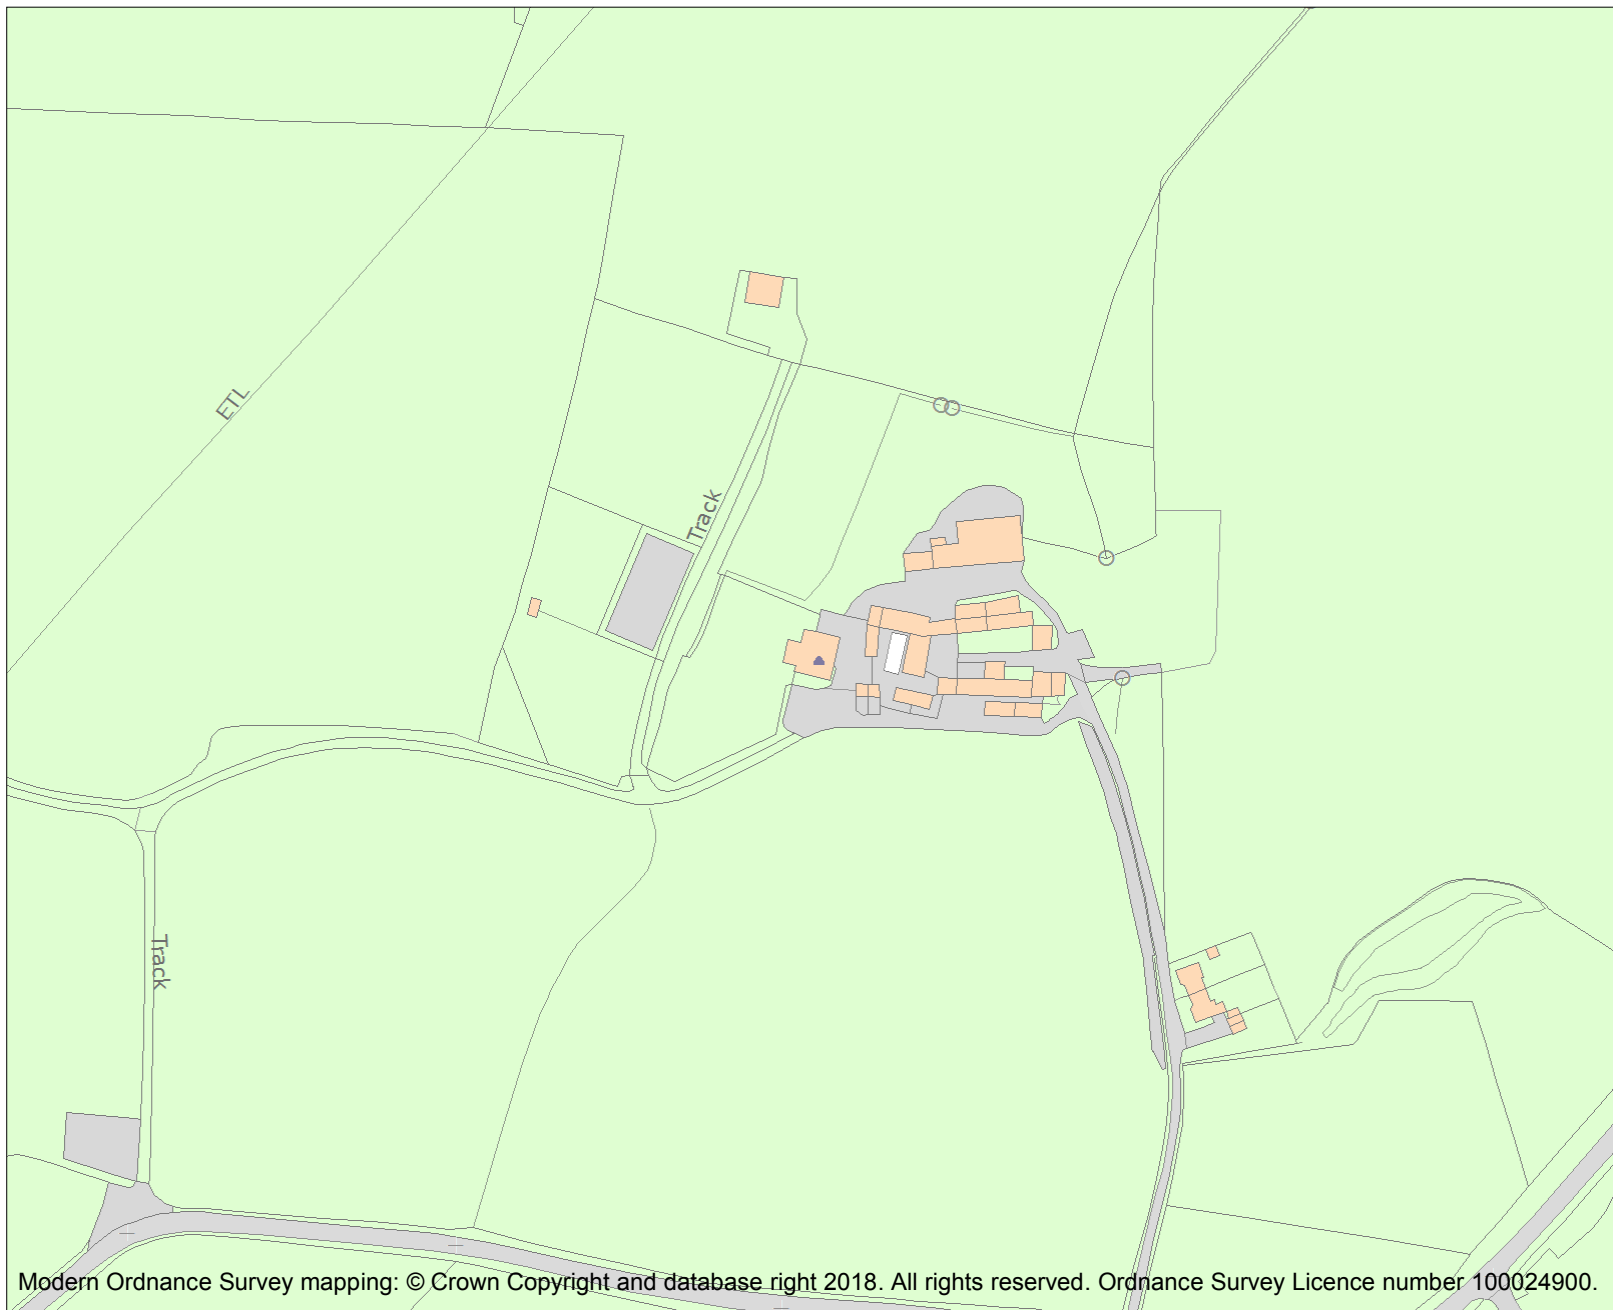 ETL
Track
Track
Modern Ordnance Survey mapping: © Crown Copyright and database right 2018. All rights reserved. Ordnance Survey Licence number 100024900.